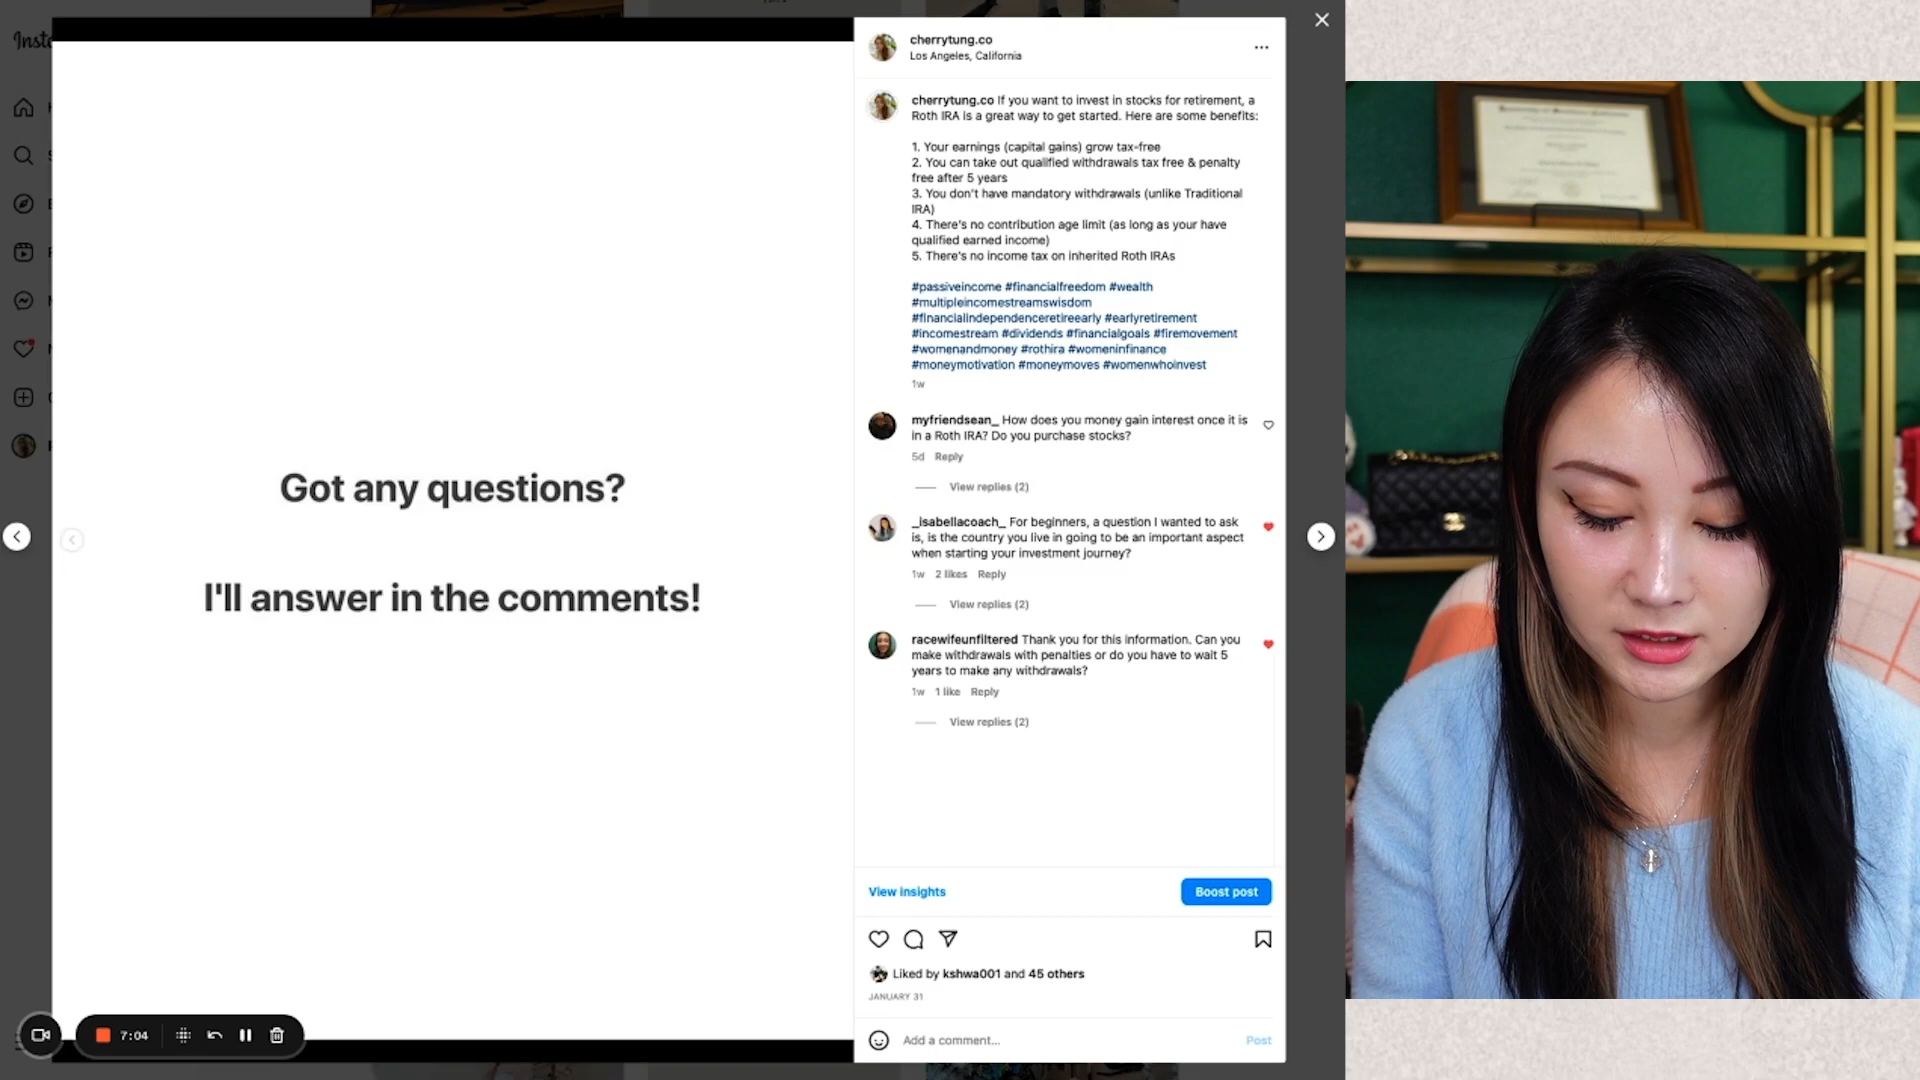 Inst
cherrytung.co
Los Angeles, California
cherrytung.co If you want to invest in stocks for retirement, a
Roth IRA is a great way to get started. Here are some benefits:
1. Your earnings (capital gains) grow tax-free
2. You can take out qualified withdrawals tax free & penalty
free after 5 years
3. You don't have mandatory withdrawals (unlike Traditional
IRA)
4. There's no contribution age limit (as long as your have
qualified earned income)
5. There's no income tax on inherited Roth IRAs
#passiveincome #financialfreedom #wealth
#multipleincomestreamswisdom
#financialindependenceretireearly #earlyretirement
#incomestream #dividends #financialgoals #firemovement
#womenandmoney #rothira #womeninfinance
#moneymotivation #moneymoves #womenwhoinvest
1w
myfriendsean_ How does you money gain interest once it is
in a Roth IRA? Do you purchase stocks?
5d Reply
View replies (2)
_isabellacoach_ For beginners, a question I wanted to ask
is, is the country you live in going to be an important aspect
when starting your investment journey?
1w 2 likes Reply
View replies (2)
racewifeunfiltered Thank you for this information. Can you
make withdrawals with penalties or do you have to wait 5
years to make any withdrawals?
1w 1 like Reply
View replies (2)
Got any questions?
I'll answer in the comments!
View insights
Boost post
Liked by kshwa001 and 45 others
JANUARY 31
Add a comment...
Post
7:04